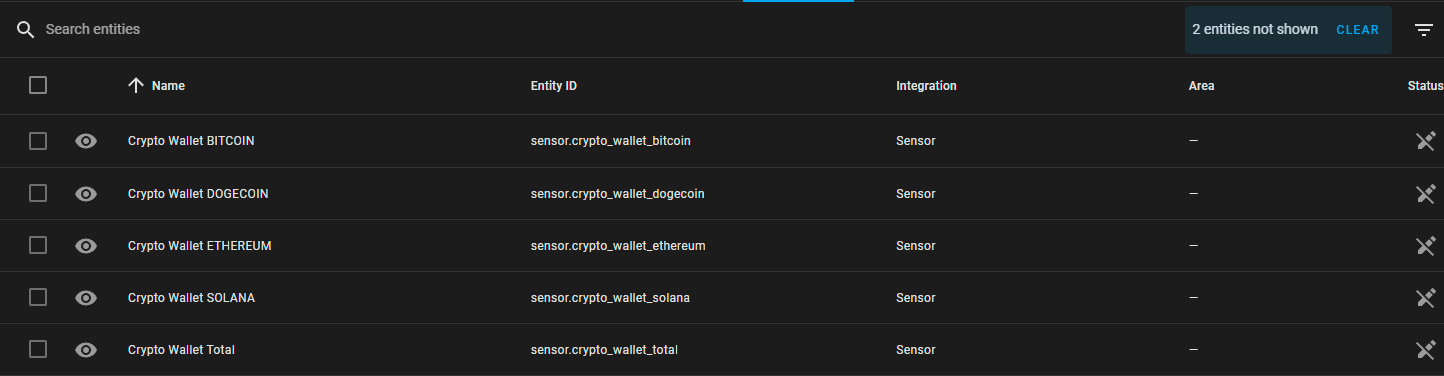 Search entities 2 entities not shown CLEAR
Name Entity ID Integration Area Status
Crypto Wallet BITCOIN sensor.crypto_wallet_bitcoin Sensor —
Crypto Wallet DOGECOIN sensor.crypto_wallet_dogecoin Sensor —
Crypto Wallet ETHEREUM sensor.crypto_wallet_ethereum Sensor —
Crypto Wallet SOLANA sensor.crypto_wallet_solana Sensor —
Crypto Wallet Total sensor.crypto_wallet_total Sensor —